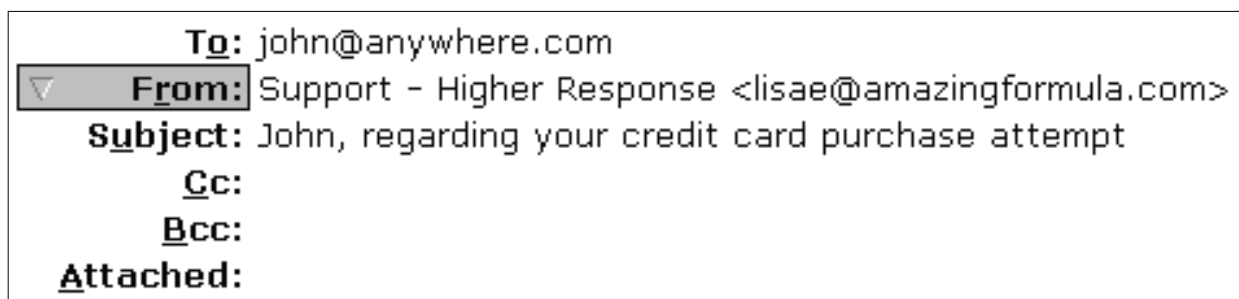 To: john@anywhere.com
From: Support - Higher Response <lisae@amazingformula.com>
Subject: John, regarding your credit card purchase attempt
Cc:
Bcc:
Attached: